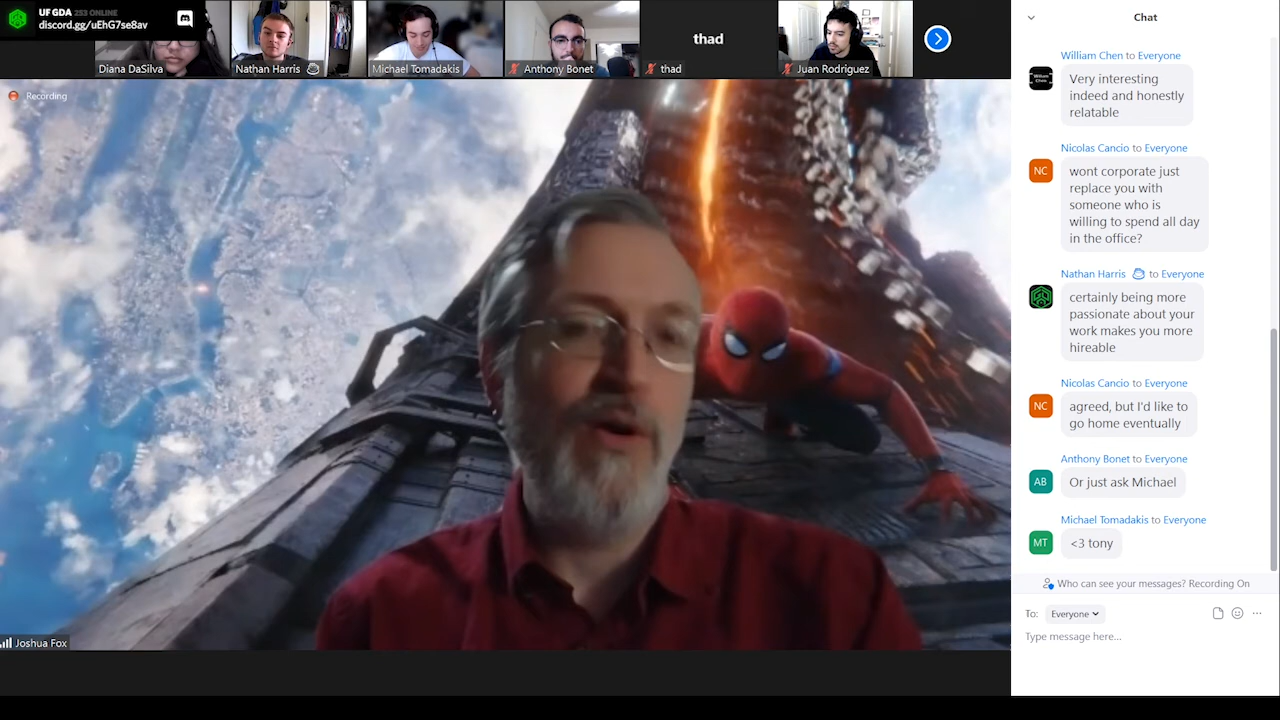 UF GDA 253 ONLINE
discord.gg/uEhG7se8av
Diana DaSilva
Nathan Harris
Michael Tomadakis
Anthony Bonet
thad
thad
Juan Rodriguez
Recording
Joshua Fox
Chat
William Chen to Everyone
William
Chen
Very interesting
indeed and honestly
relatable
Nicolas Cancio to Everyone
NC
wont corporate just
replace you with
someone who is
willing to spend all day
in the office?
Nathan Harris to Everyone
certainly being more
passionate about your
work makes you more
hireable
Nicolas Cancio to Everyone
NC
agreed, but I'd like to
go home eventually
Anthony Bonet to Everyone
AB
Or just ask Michael
Michael Tomadakis to Everyone
MT
<3 tony
Who can see your messages? Recording On
To: Everyone
Type message here...